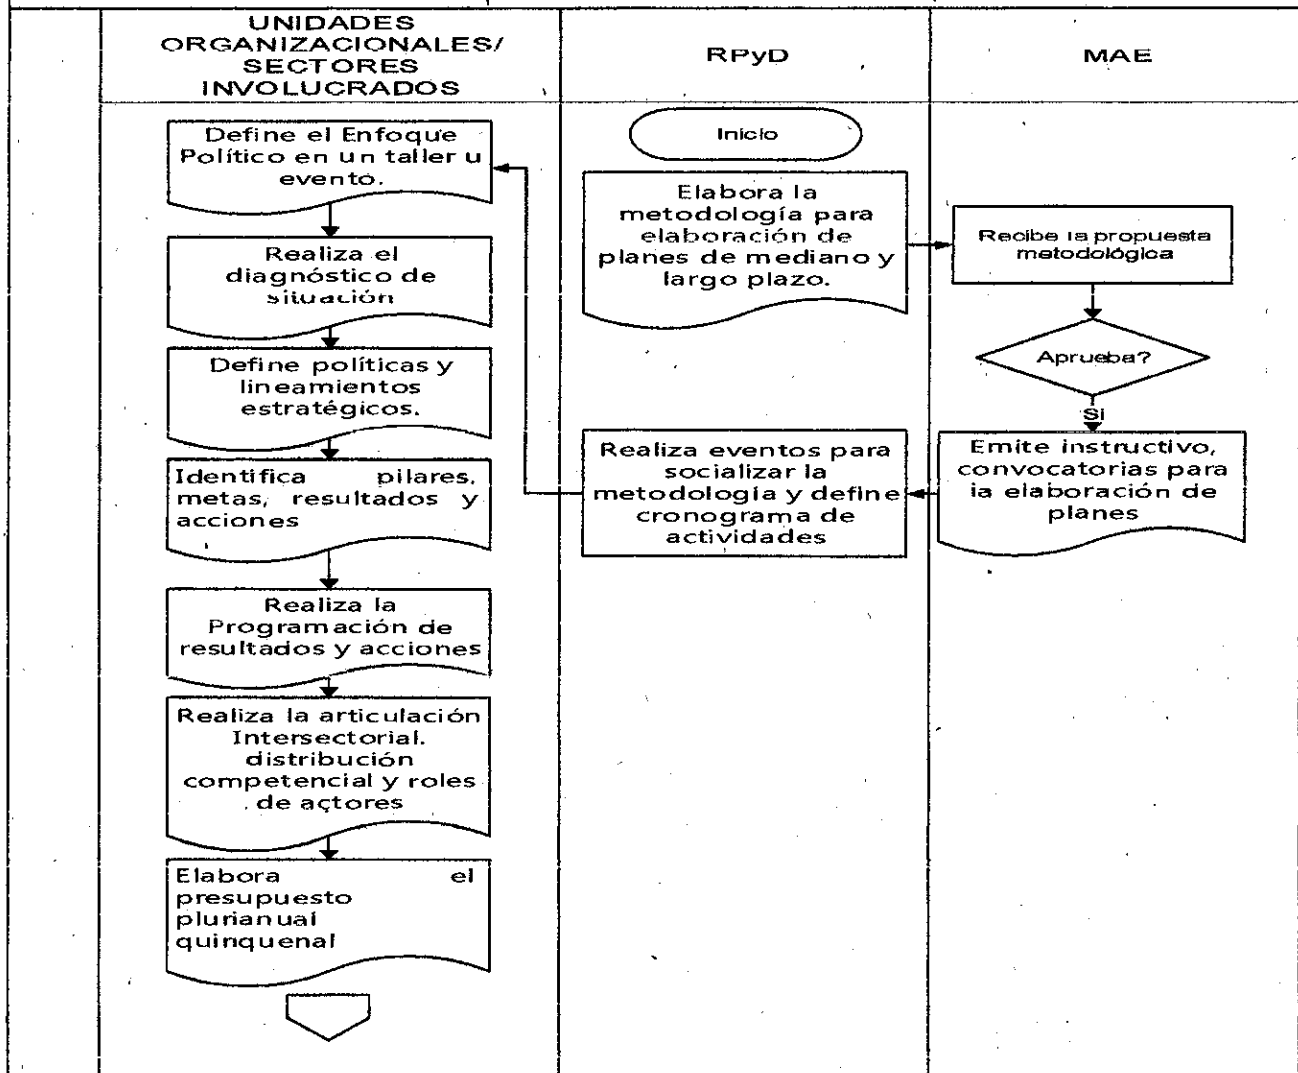 UNIDADES
ORGANIZACIONALES/
SECTORES
INVOLUCRADOS
RPyD
MAE
Define el Enfoque
Político en un taller u
evento.
Realiza el
diagnóstico de
situación
Define políticas y
lineamientos
estratégicos.
Identifica pilares,
metas, resultados y
acciones
Realiza la
Programación de
resultados y acciones
Realiza la articulación
Intersectorial.
distribución
competencial y roles
de actores
Elabora el
presupuesto
plurianual
quinquenal
Inicio
Elabora la
metodología para
elaboración de
planes de mediano y
largo plazo.
Realiza eventos para
socializar la
metodología y define
cronograma de
actividades
Recibe la propuesta
metodológica
Aprueba?
Si
Emite instructivo,
convocatorias para
la elaboración de
planes